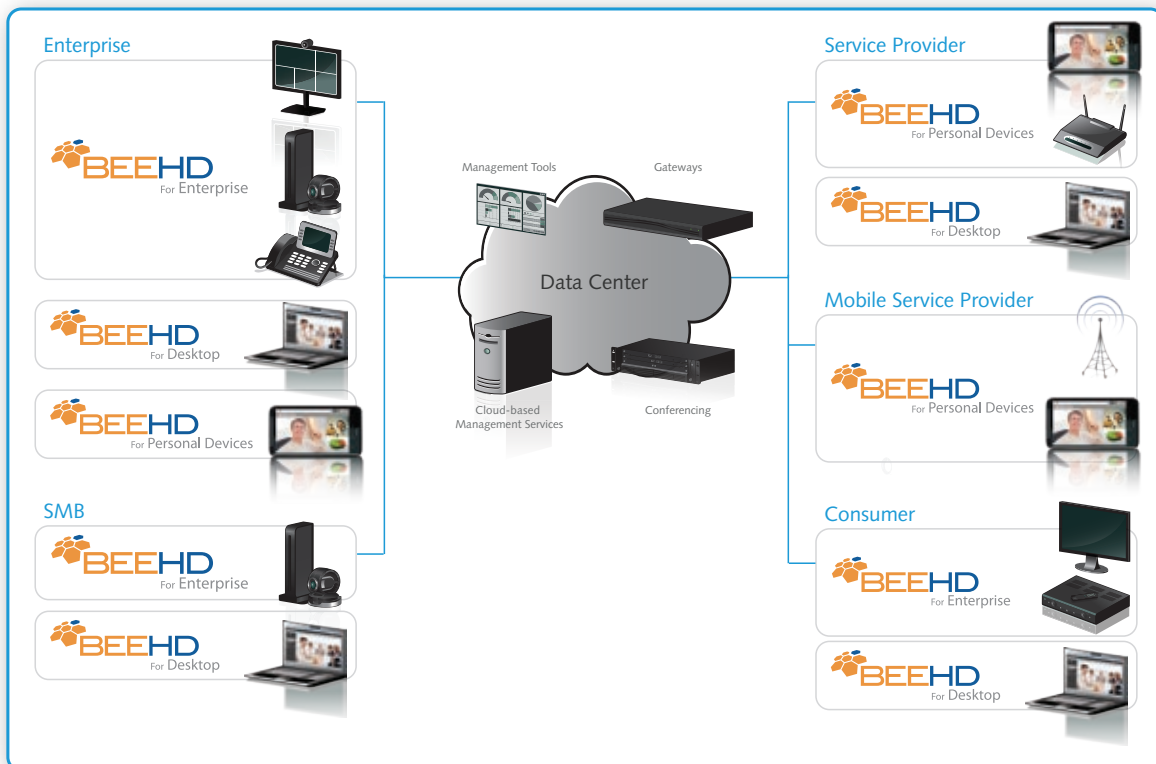 Enterprise
BEEHD
For Enterprise
BEEHD
For Desktop
BEEHD
For Personal Devices
SMB
BEEHD
For Enterprise
BEEHD
For Desktop
Management Tools
Gateways
Data Center
Cloud-based
Management Services
Conferencing
Service Provider
BEEHD
For Personal Devices
BEEHD
For Desktop
Mobile Service Provider
BEEHD
For Personal Devices
Consumer
BEEHD
For Enterprise
BEEHD
For Desktop